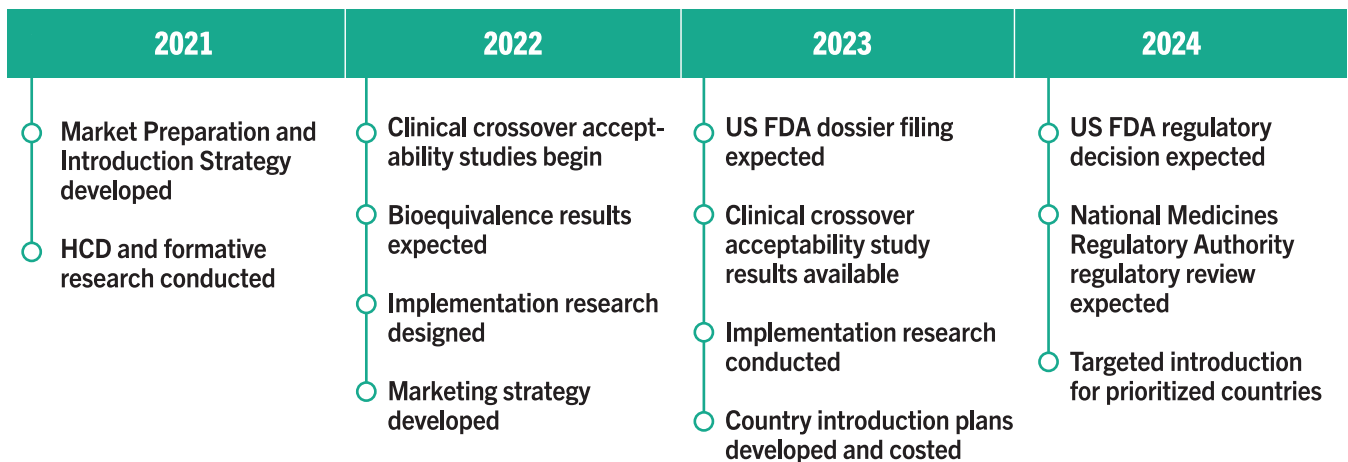 2021
Market Preparation and
Introduction Strategy
developed
HCD and formative
research conducted
2022
Clinical crossover accept-
ability studies begin
Bioequivalence results
expected
Implementation research
designed
Marketing strategy
developed
2023
US FDA dossier filing
expected
Clinical crossover
acceptability study
results available
Implementation research
conducted
Country introduction plans
developed and costed
2024
US FDA regulatory
decision expected
National Medicines
Regulatory Authority
regulatory review
expected
Targeted introduction
for prioritized countries